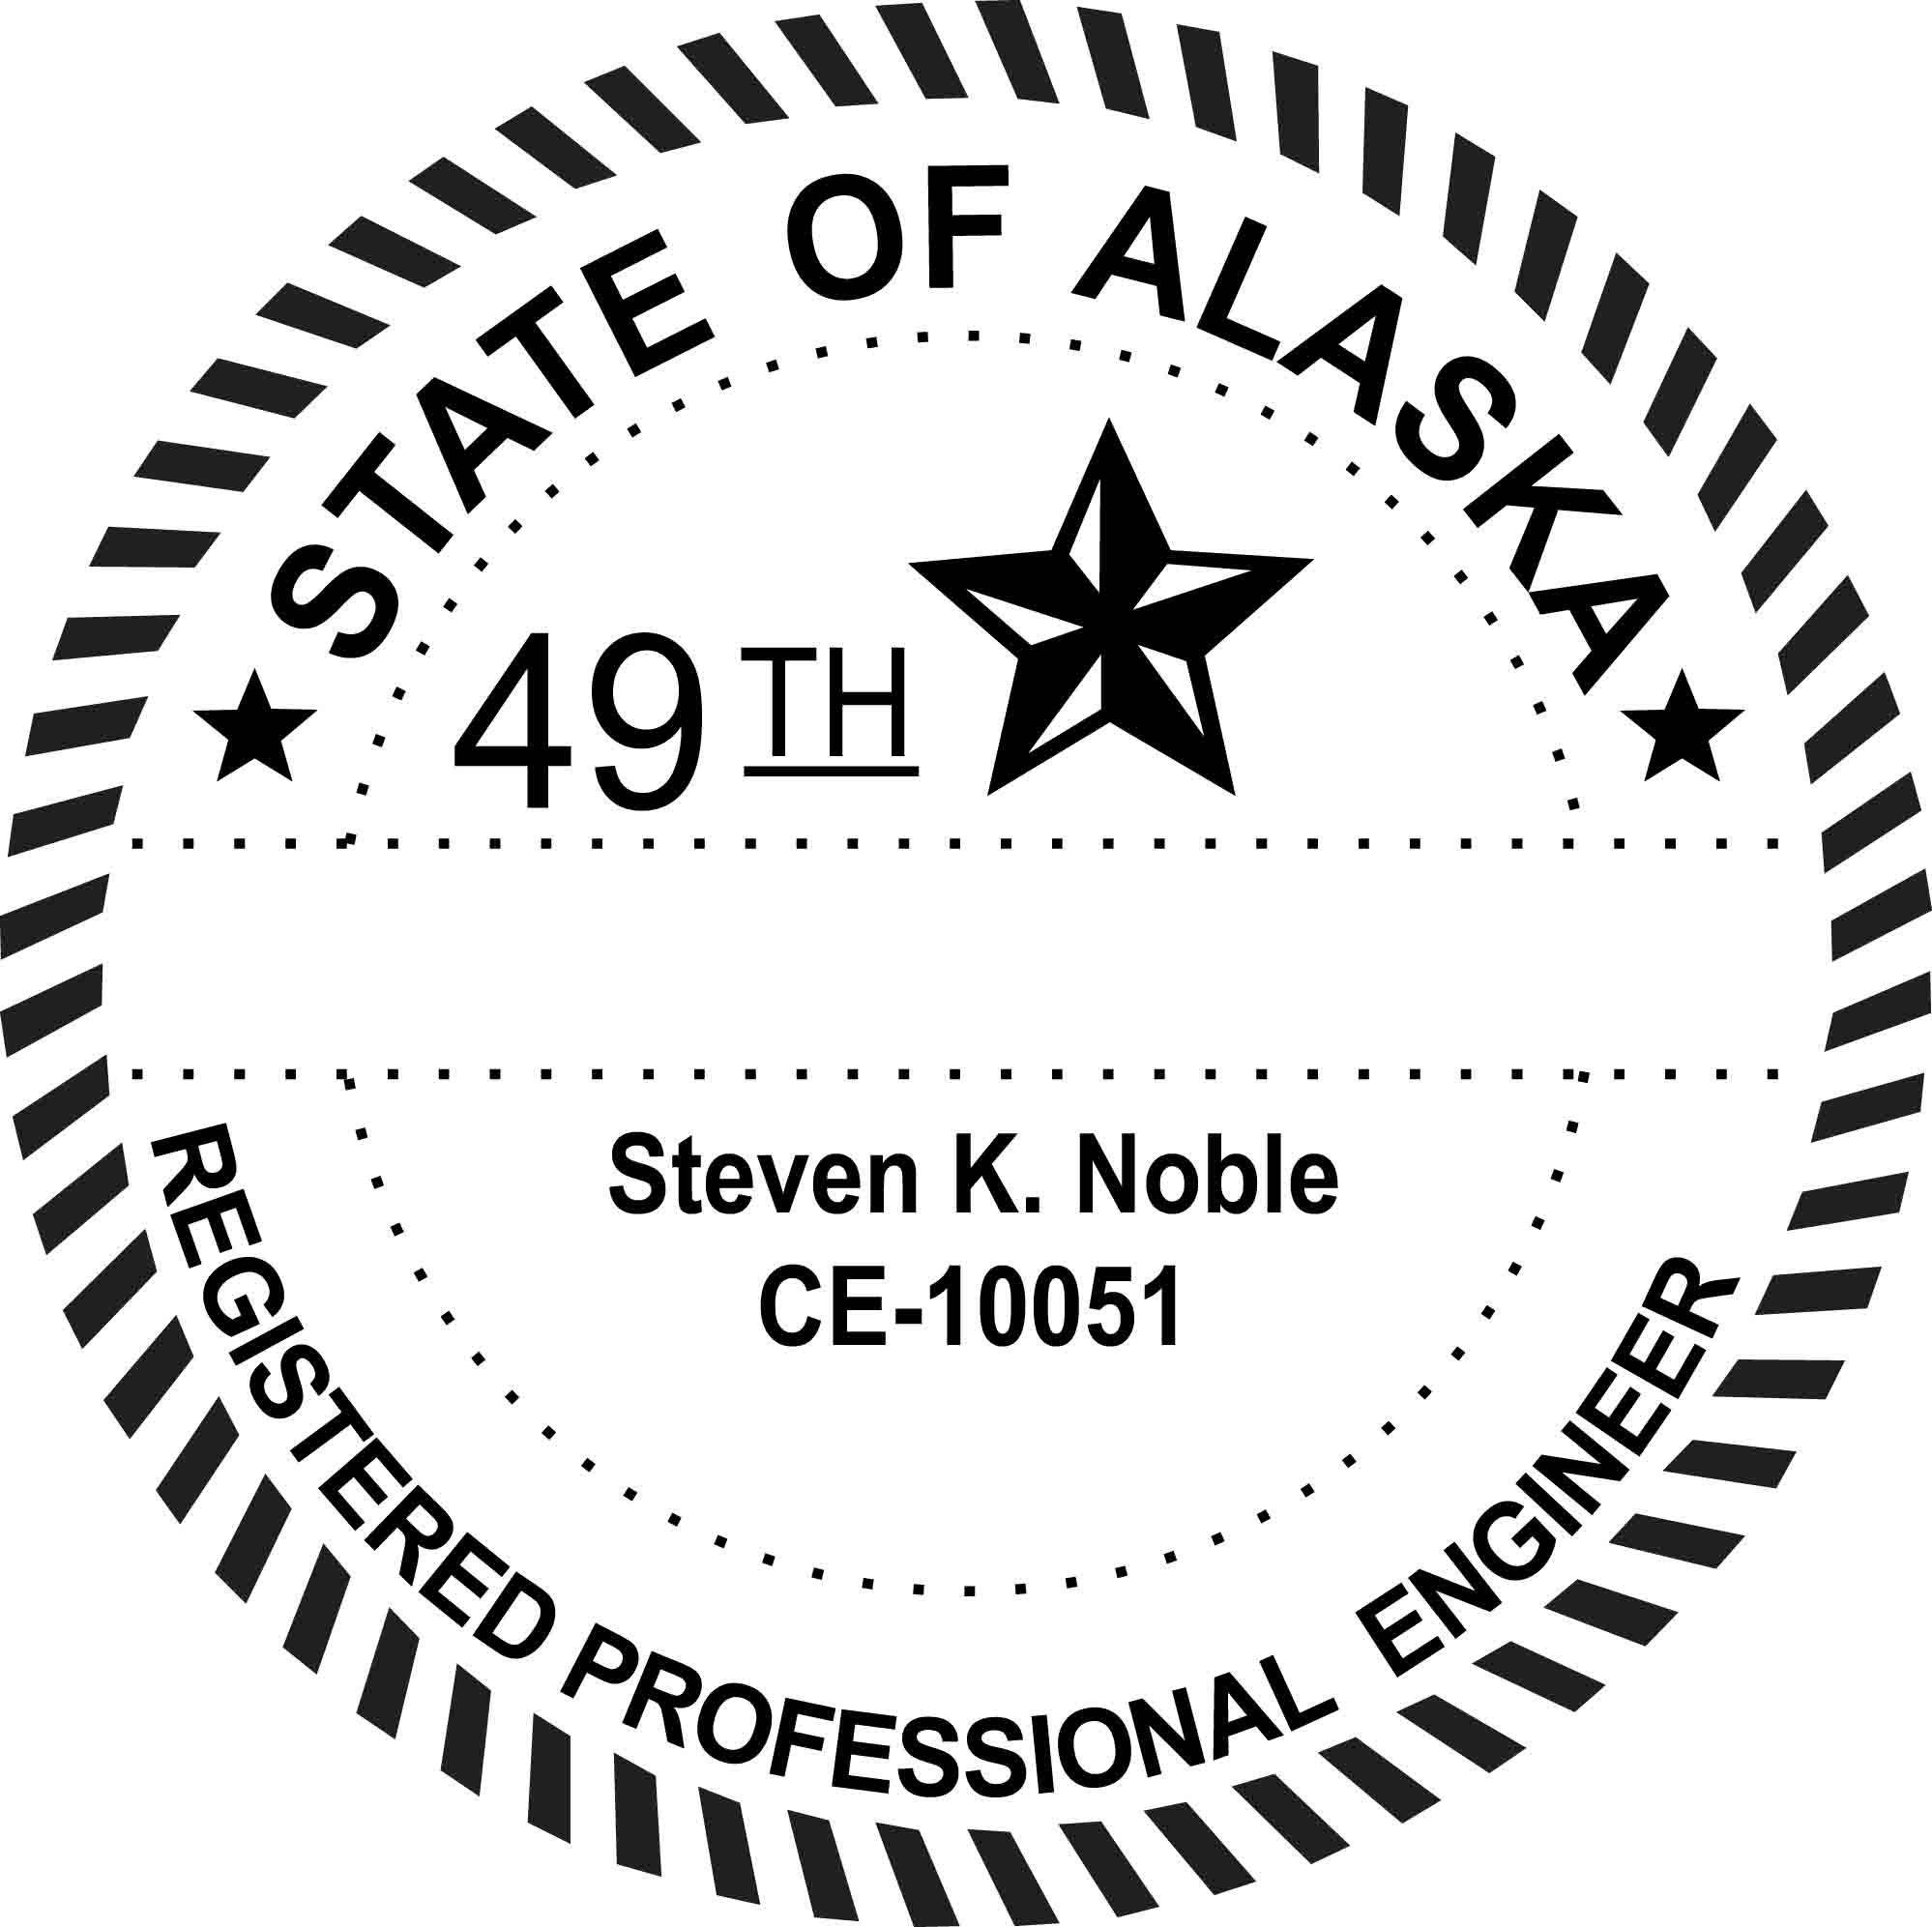 STATE OF ALASKA
49TH
Steven K. Noble
CE-10051
REGISTERED PROFESSIONAL ENGINEER